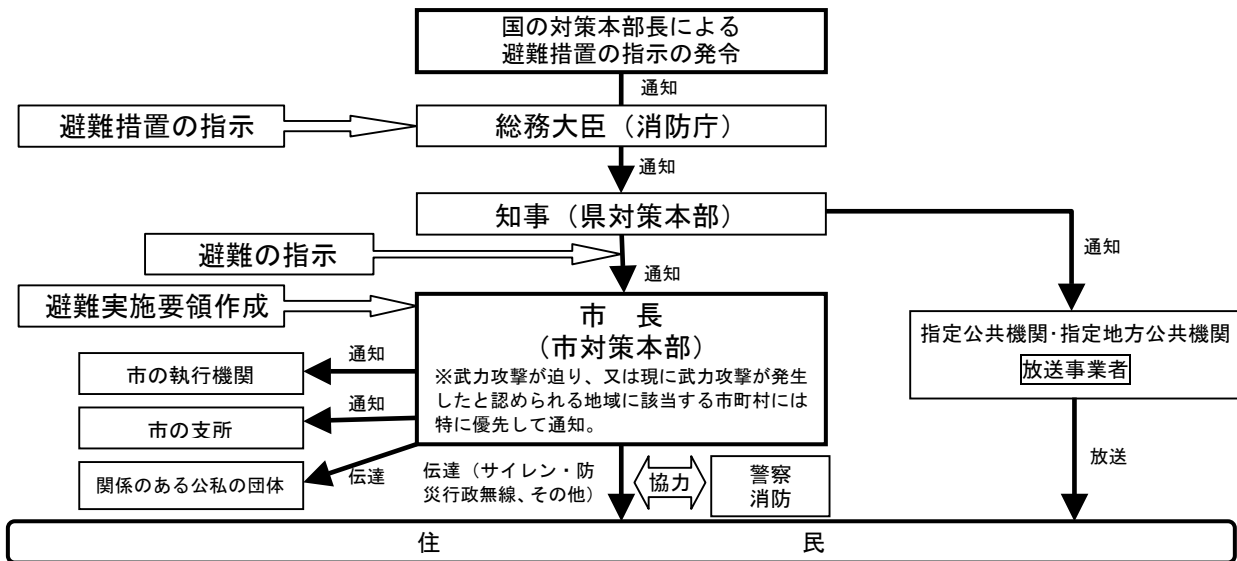 国の対策本部長による
避難措置の指示の発令
通知
避難措置の指示
総務大臣（消防庁）
通知
知事（県対策本部）
避難の指示
通知
通知
避難実施要領作成
市　長
（市対策本部）
※武力攻撃が迫り、又は現に武力攻撃が発生
したと認められる地域に該当する市町村には
特に優先して通知。
指定公共機関・指定地方公共機関
放送事業者
通知
市の執行機関
通知
市の支所
伝達
関係のある公私の団体
伝達（サイレン・防
災行政無線、その他）
協力
警察
消防
放送
住　民